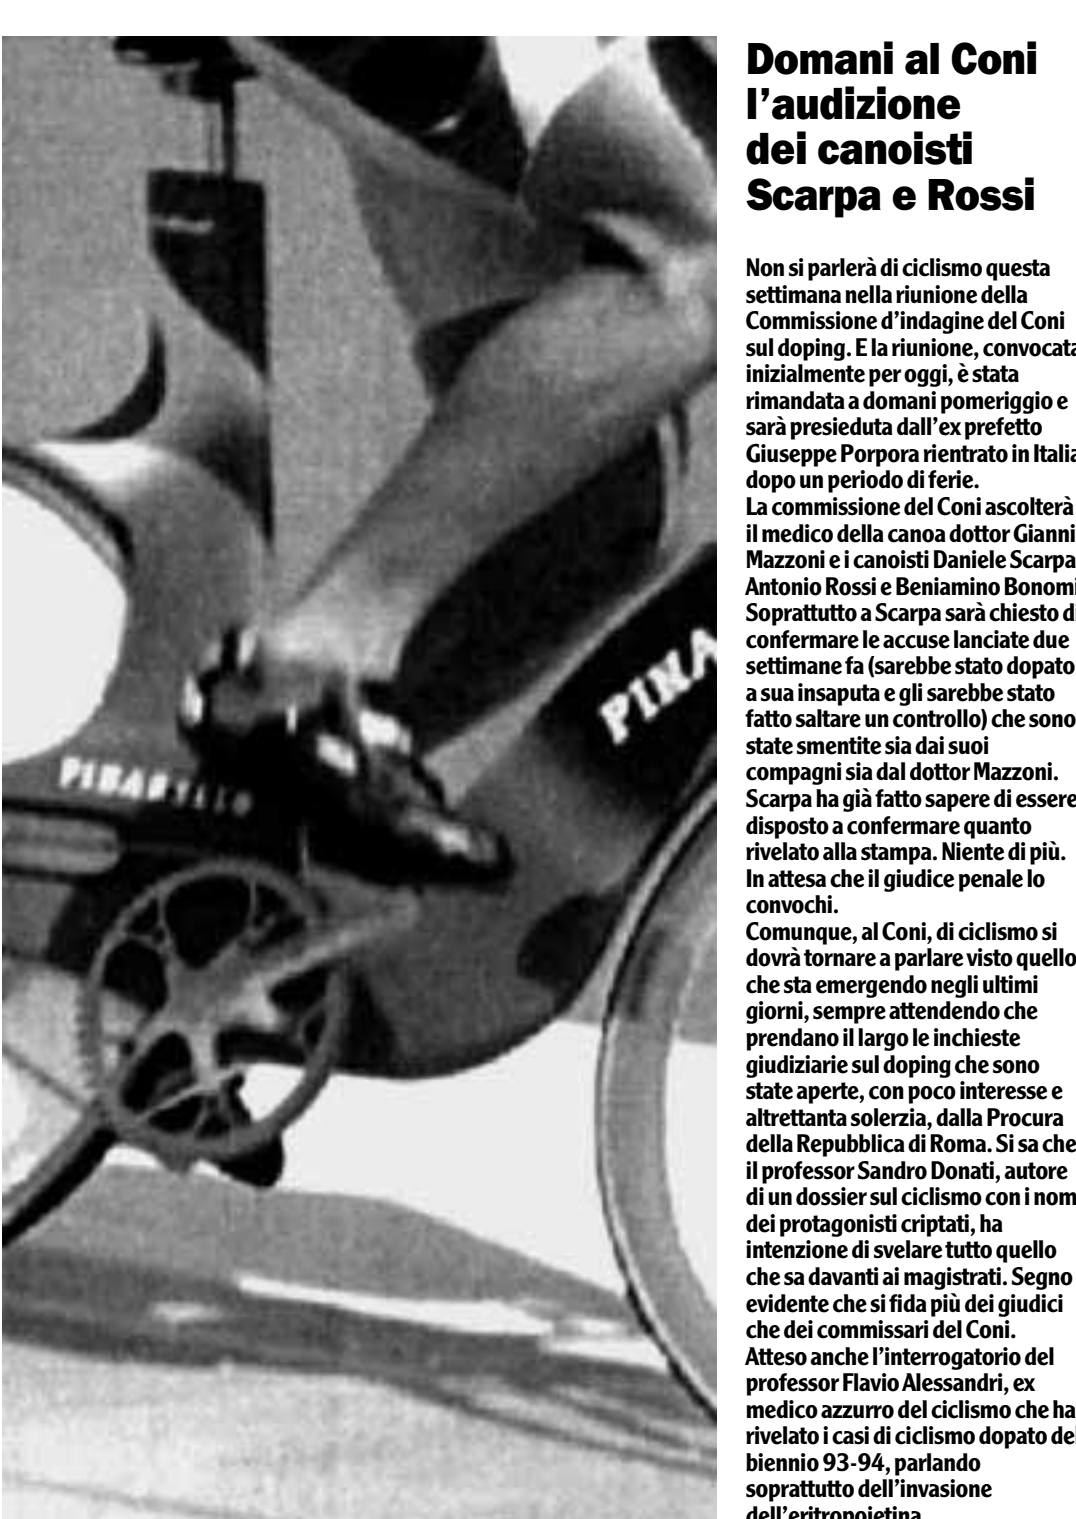 Domani al Coni
l'audizione
dei canoisti
Scarpa e Rossi
Non si parlerà di ciclismo questa
settimana nella riunione della
Commissione d'indagine del Coni
sul doping. E la riunione, convocata
inizialmente per oggi, è stata
rimandata a domani pomeriggio e
sarà presieduta dall'ex prefetto
Giuseppe Porpora rientrato in Italia
dopo un periodo di ferie.
La commissione del Coni ascolterà
il medico della canoa dottor Gianni
Mazzoni e i canoisti Daniele Scarpa
Antonio Rossi e Beniamino Bonomi
Soprattutto a Scarpa sarà chiesto di
confermare le accuse lanciate due
settimane fa (sarebbe stato dopato
a sua insaputa e gli sarebbe stato
fatto saltare un controllo) che sono
state smentite sia dai suoi
compagni sia dal dottor Mazzoni.
Scarpa ha già fatto sapere di essere
disposto a confermare quanto
rivelato alla stampa. Niente di più.
In attesa che il giudice penale lo
convochi.
Comunque, al Coni, di ciclismo si
dovrà tornare a parlare visto quello
che sta emergendo negli ultimi
giorni, sempre attendendo che
prendano il largo le inchieste
giudiziarie sul doping che sono
state aperte, con poco interesse e
altrettanta solerzia, dalla Procura
della Repubblica di Roma. Si sa che
il professor Sandro Donati, autore
di un dossier sul ciclismo con i nom
dei protagonisti criptati, ha
intenzione di svelare tutto quello
che sa davanti ai magistrati. Segno
evidente che si fida più dei giudici
che dei commissari del Coni.
Atteso anche l'interrogatorio del
professor Flavio Alessandri, ex
medico azzurro del ciclismo che ha
rivelato i casi di ciclismo dopato del
biennio 93-94, parlando
soprattutto dell'invasione
dell'eritropoietina
PINARELLO
PINA